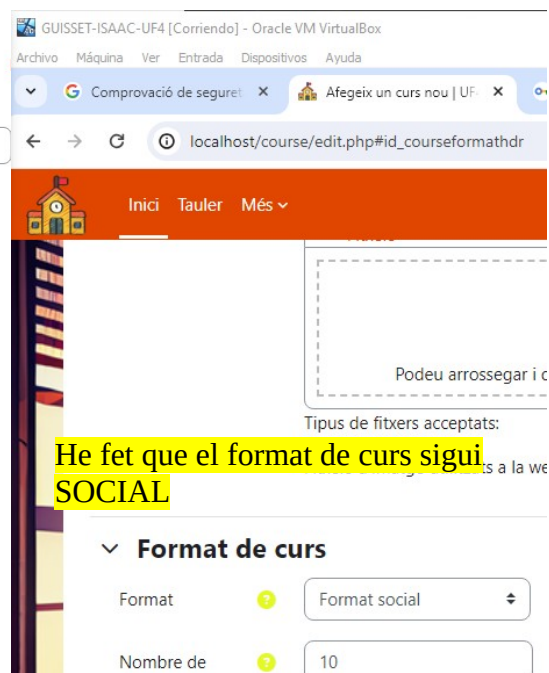 GUISSET-ISAAC-UF4 [Corriendo] - Oracle VM VirtualBox
Archivo Máquina Ver Entrada Dispositivos Ayuda
Comprovació de seguret Afegeix un curs nou | UF-
localhost/course/edit.php#id_courseformathdr
Inici Tauler Més
Podeu arrossegar i
Tipus de fitxers acceptats:
He fet que el format de curs sigui
SOCIAL
s a la we
Format de curs
Format Format social
Nombre de 10